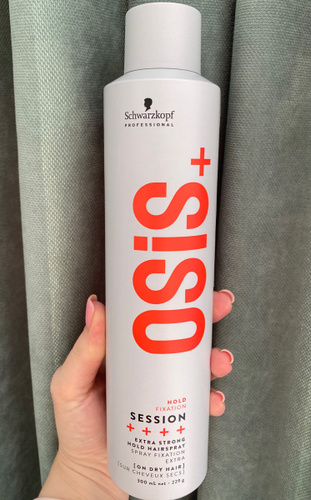 Schwarzkopf
PROFESSIONAL
OSiS+
HOLD
FIXATION
SESSION
++++
EXTRA STRONG
HOLD HAIRSPRAY
SPRAY FIXATION
EXTRA
[ON DRY HAIR]
[SUR CHEVEUX SECS]
300 mL net - 229 g